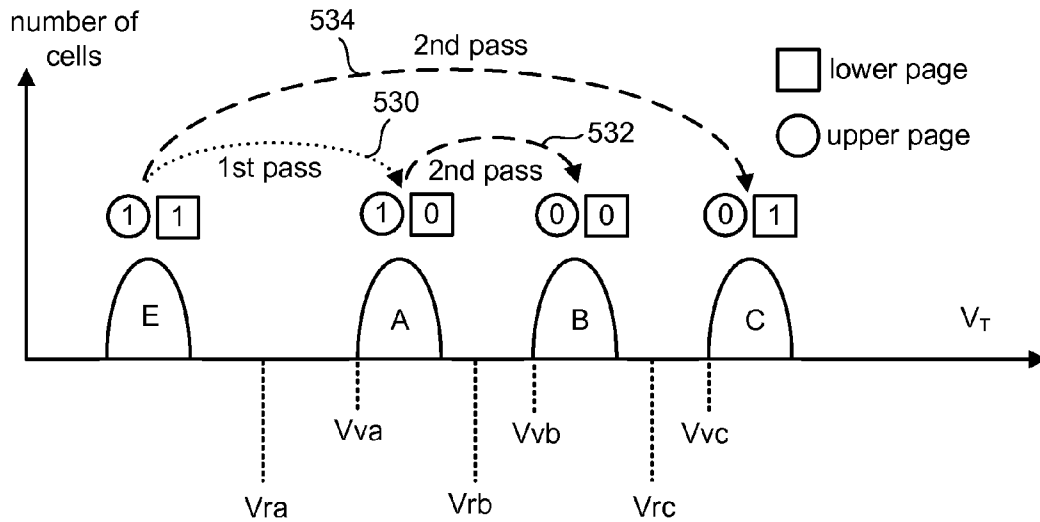 number of
cells
534
2nd pass
530
532
1st pass
2nd pass
lower page
upper page
1 1
1 0
0 0
0 1
E
A
B
C
VT
Vva
Vvb
Vvc
Vra
Vrb
Vrc